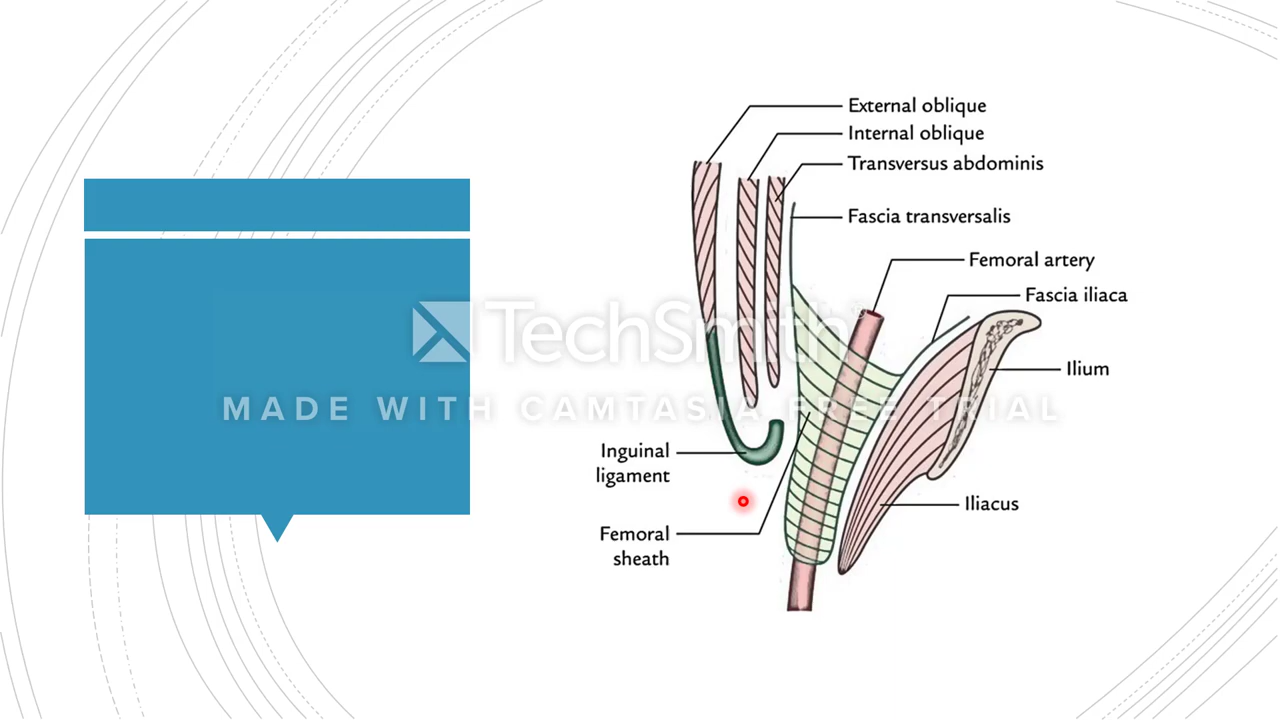 External oblique
Internal oblique
Transversus abdominis
Fascia transversalis
Femoral artery
Fascia iliaca
TechSmith
Ilium
MADE WITH CAMTASIA FREE TRIAL
Inguinal
ligament
Iliacus
Femoral
sheath